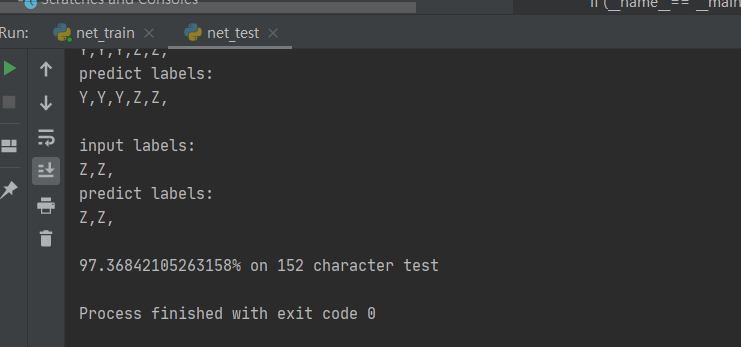 Scratches and Consoles
if (__name__ == '__main
Run:
net_train
net_test
Y,Y,Y,Z,Z,
predict labels:
Y,Y,Y,Z,Z,
input labels:
Z,Z,
predict labels:
Z,Z,
97.36842105263158% on 152 character test
Process finished with exit code 0